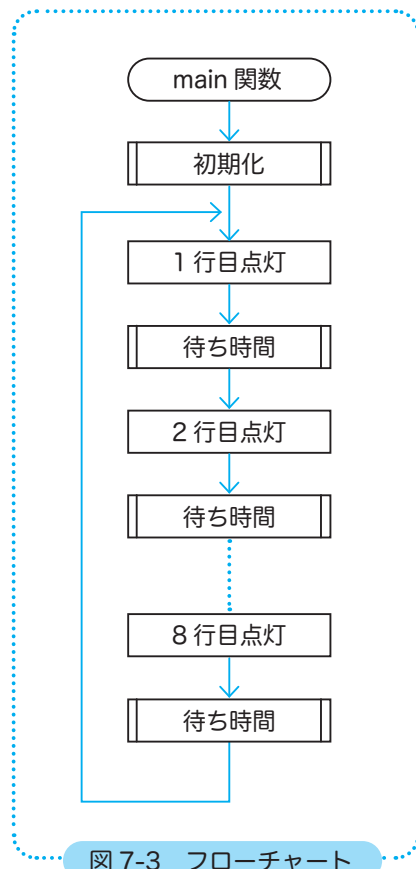 main 関数
初期化
1 行目点灯
待ち時間
2 行目点灯
待ち時間
8 行目点灯
待ち時間
図 7-3 フローチャート